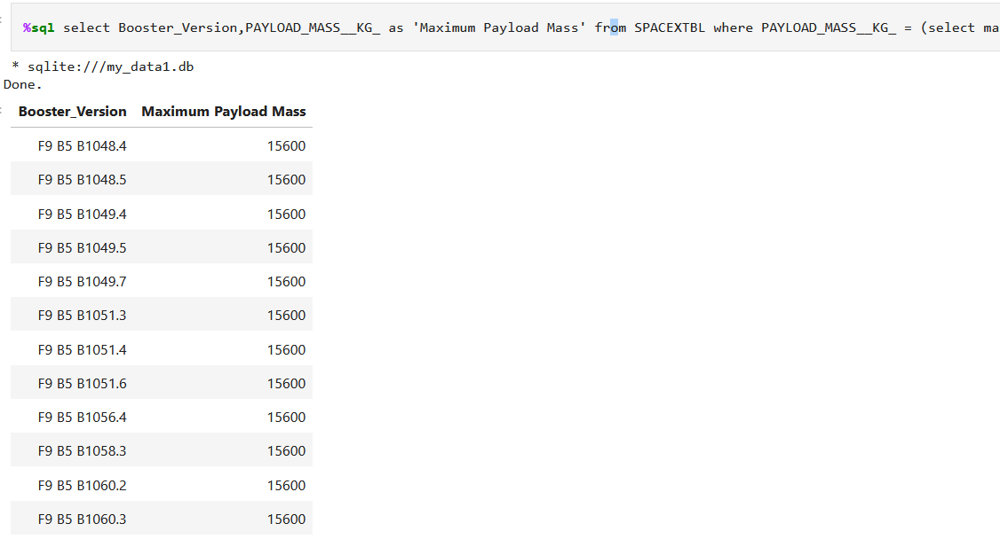 %sql select Booster_Version,PAYLOAD_MASS__KG_ as 'Maximum Payload Mass' from SPACEXTBL where PAYLOAD_MASS__KG_ = (select ma
* sqlite:///my_data1.db
Done.
Booster_Version Maximum Payload Mass
F9 B5 B1048.4 15600
F9 B5 B1048.5 15600
F9 B5 B1049.4 15600
F9 B5 B1049.5 15600
F9 B5 B1049.7 15600
F9 B5 B1051.3 15600
F9 B5 B1051.4 15600
F9 B5 B1051.6 15600
F9 B5 B1056.4 15600
F9 B5 B1058.3 15600
F9 B5 B1060.2 15600
F9 B5 B1060.3 15600